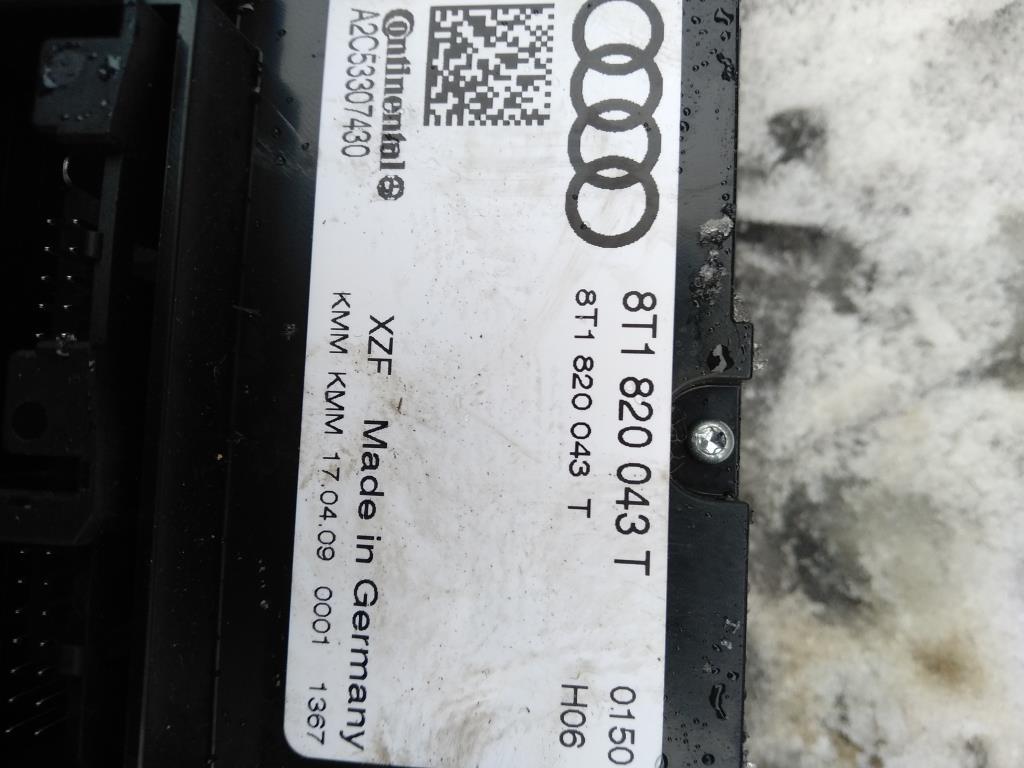 8T1 820 043 T 0150
8T1 820 043 T H06
Continental
A2C53307430
XZF Made in Germany
KMM KMM 17.04.09 0001 1367